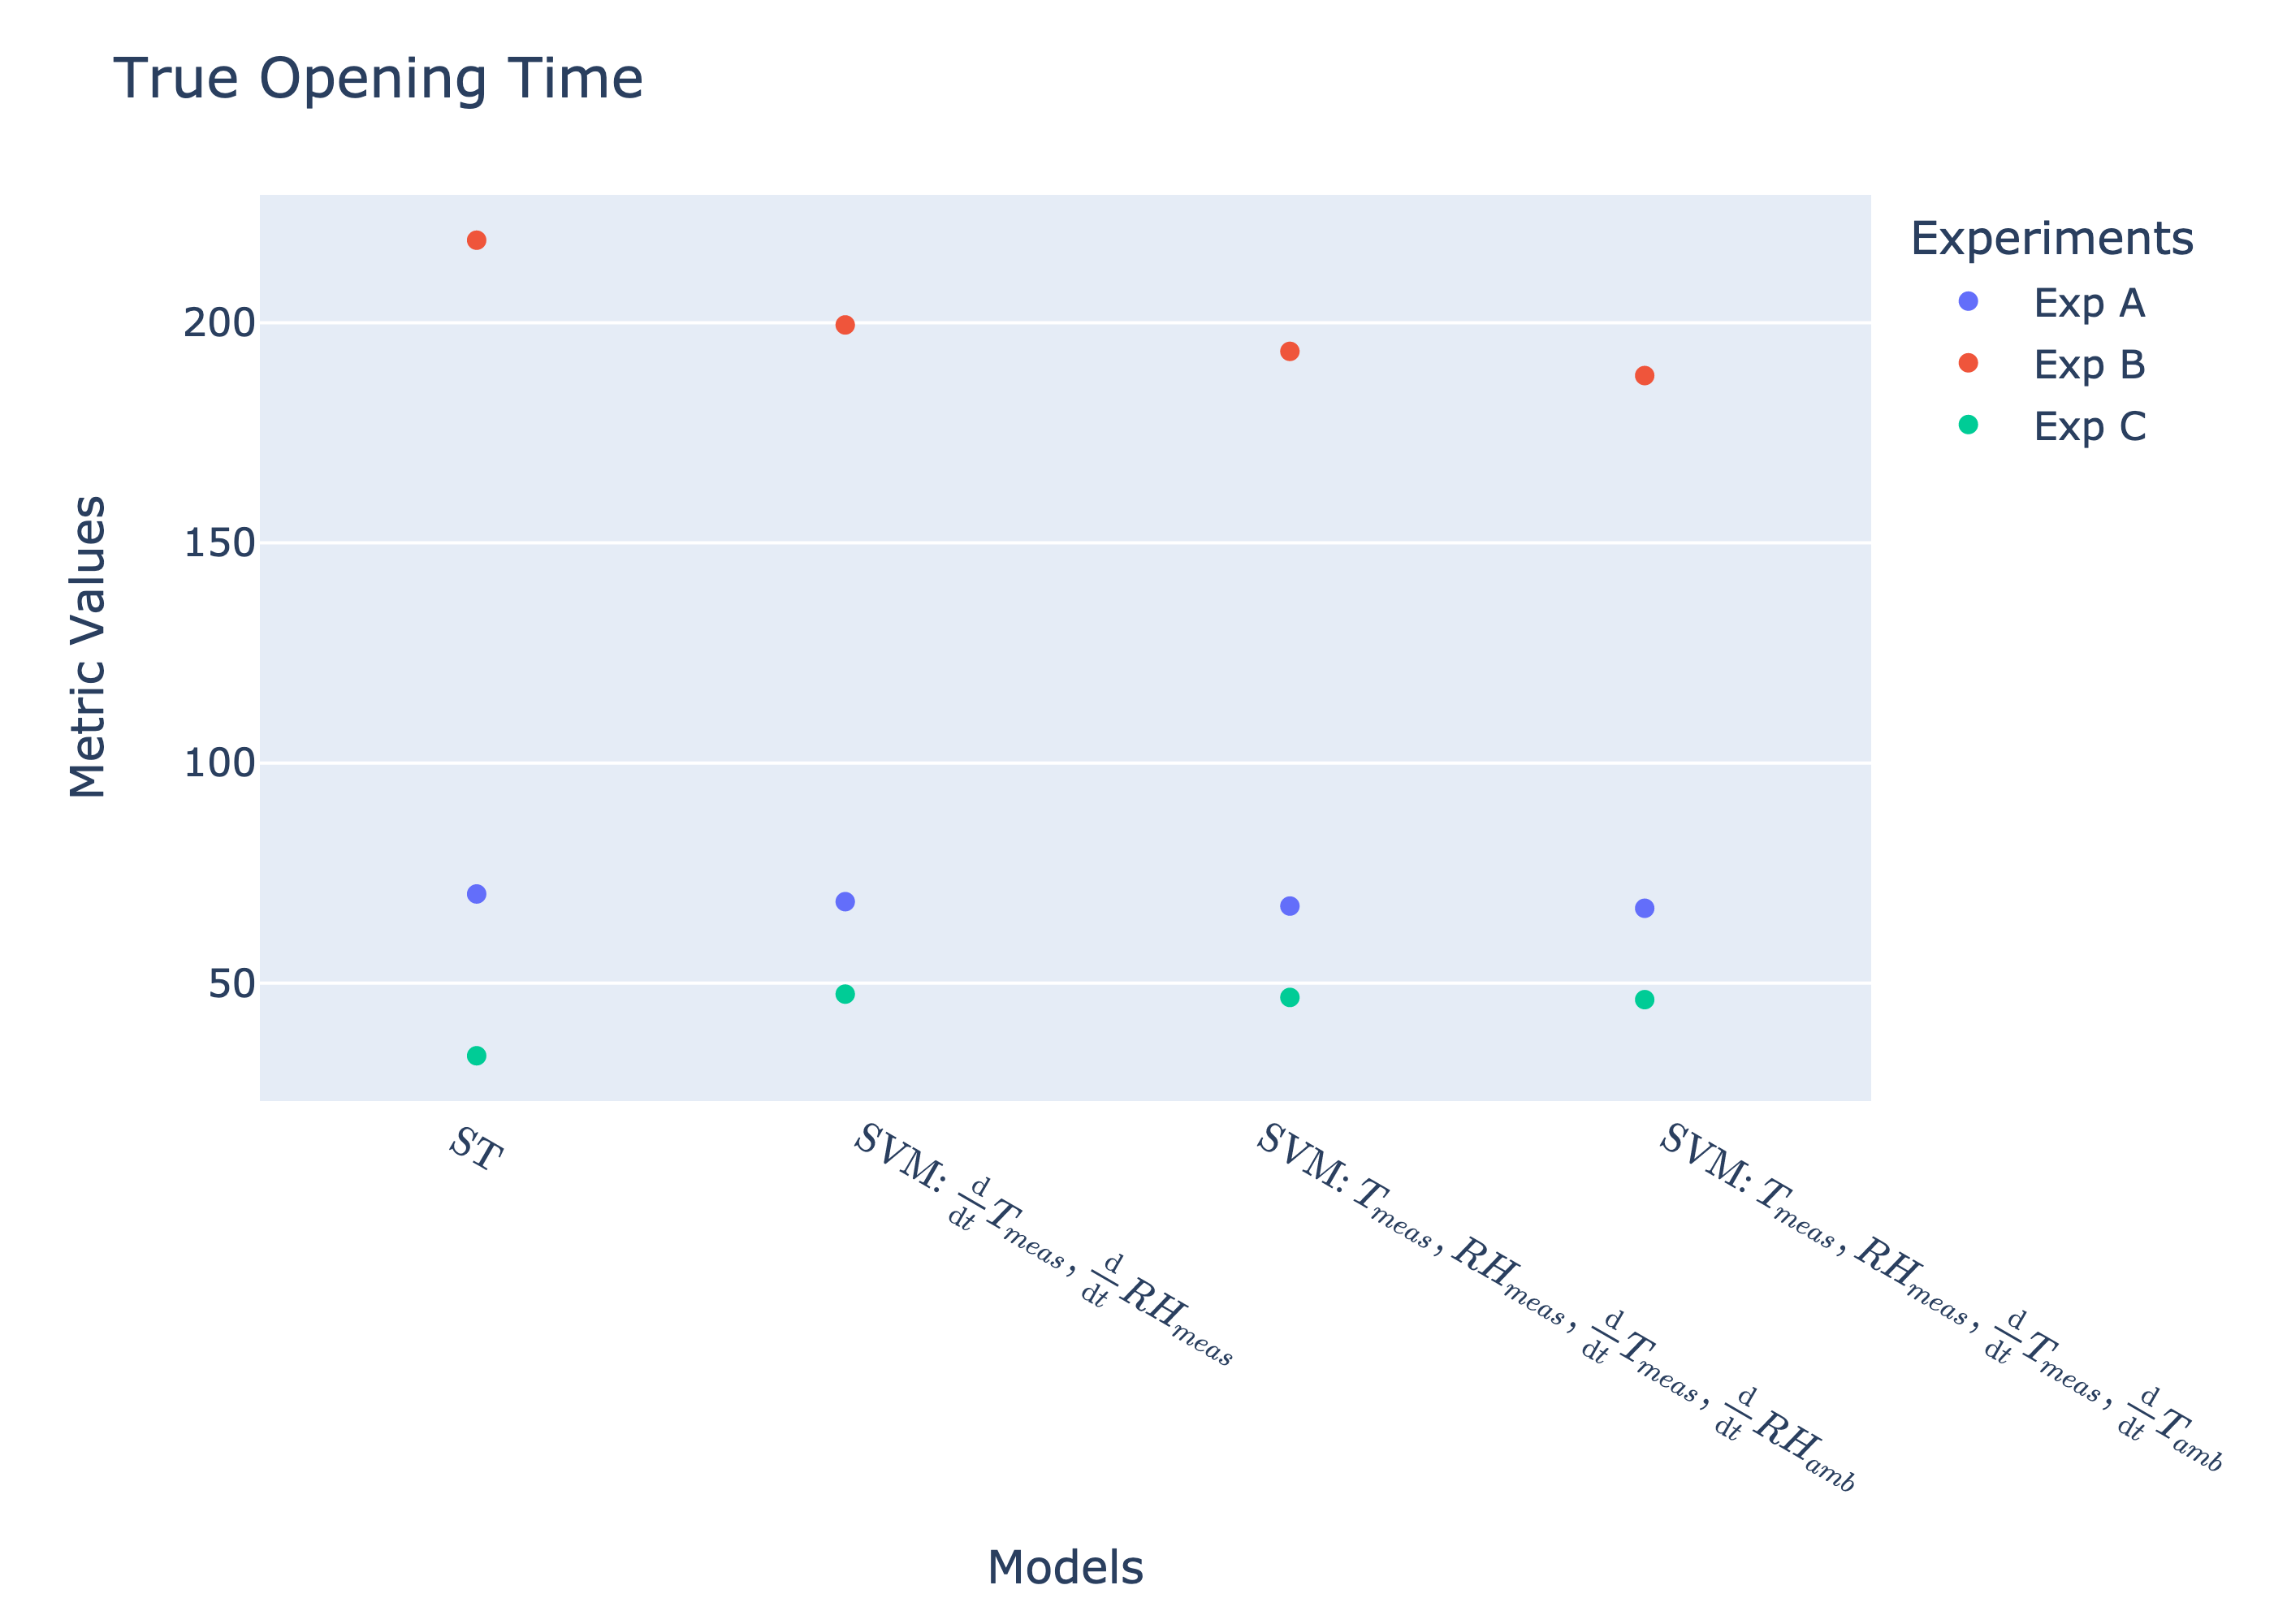 True Opening Time
Experiments
Exp A
Exp B
Exp C
Metric Values
200
150
100
50
ST
SVM: d/dt T_meas, d/dt RH_meas
SVM: T_meas, RH_meas, d/dt T_meas, d/dt RH_amb
SVM: T_meas, RH_meas, d/dt T_meas, d/dt T_amb
Models